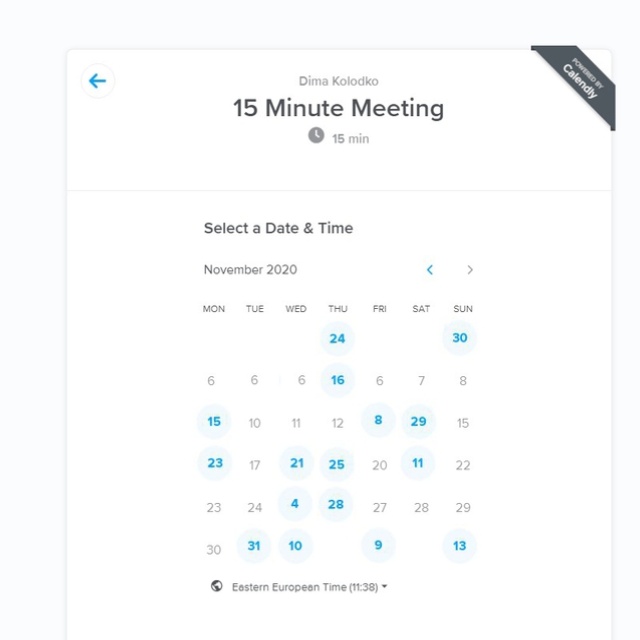 POWERED BY
Calendly
Dima Kolodko
15 Minute Meeting
15 min
Select a Date & Time
November 2020
MON TUE WED THU FRI SAT SUN
24 30
6 6 6 16 6 7 8
15 10 11 12 8 29 15
23 17 21 25 20 11 22
23 24 4 28 27 28 29
30 31 10 9 13
Eastern European Time (11:38)